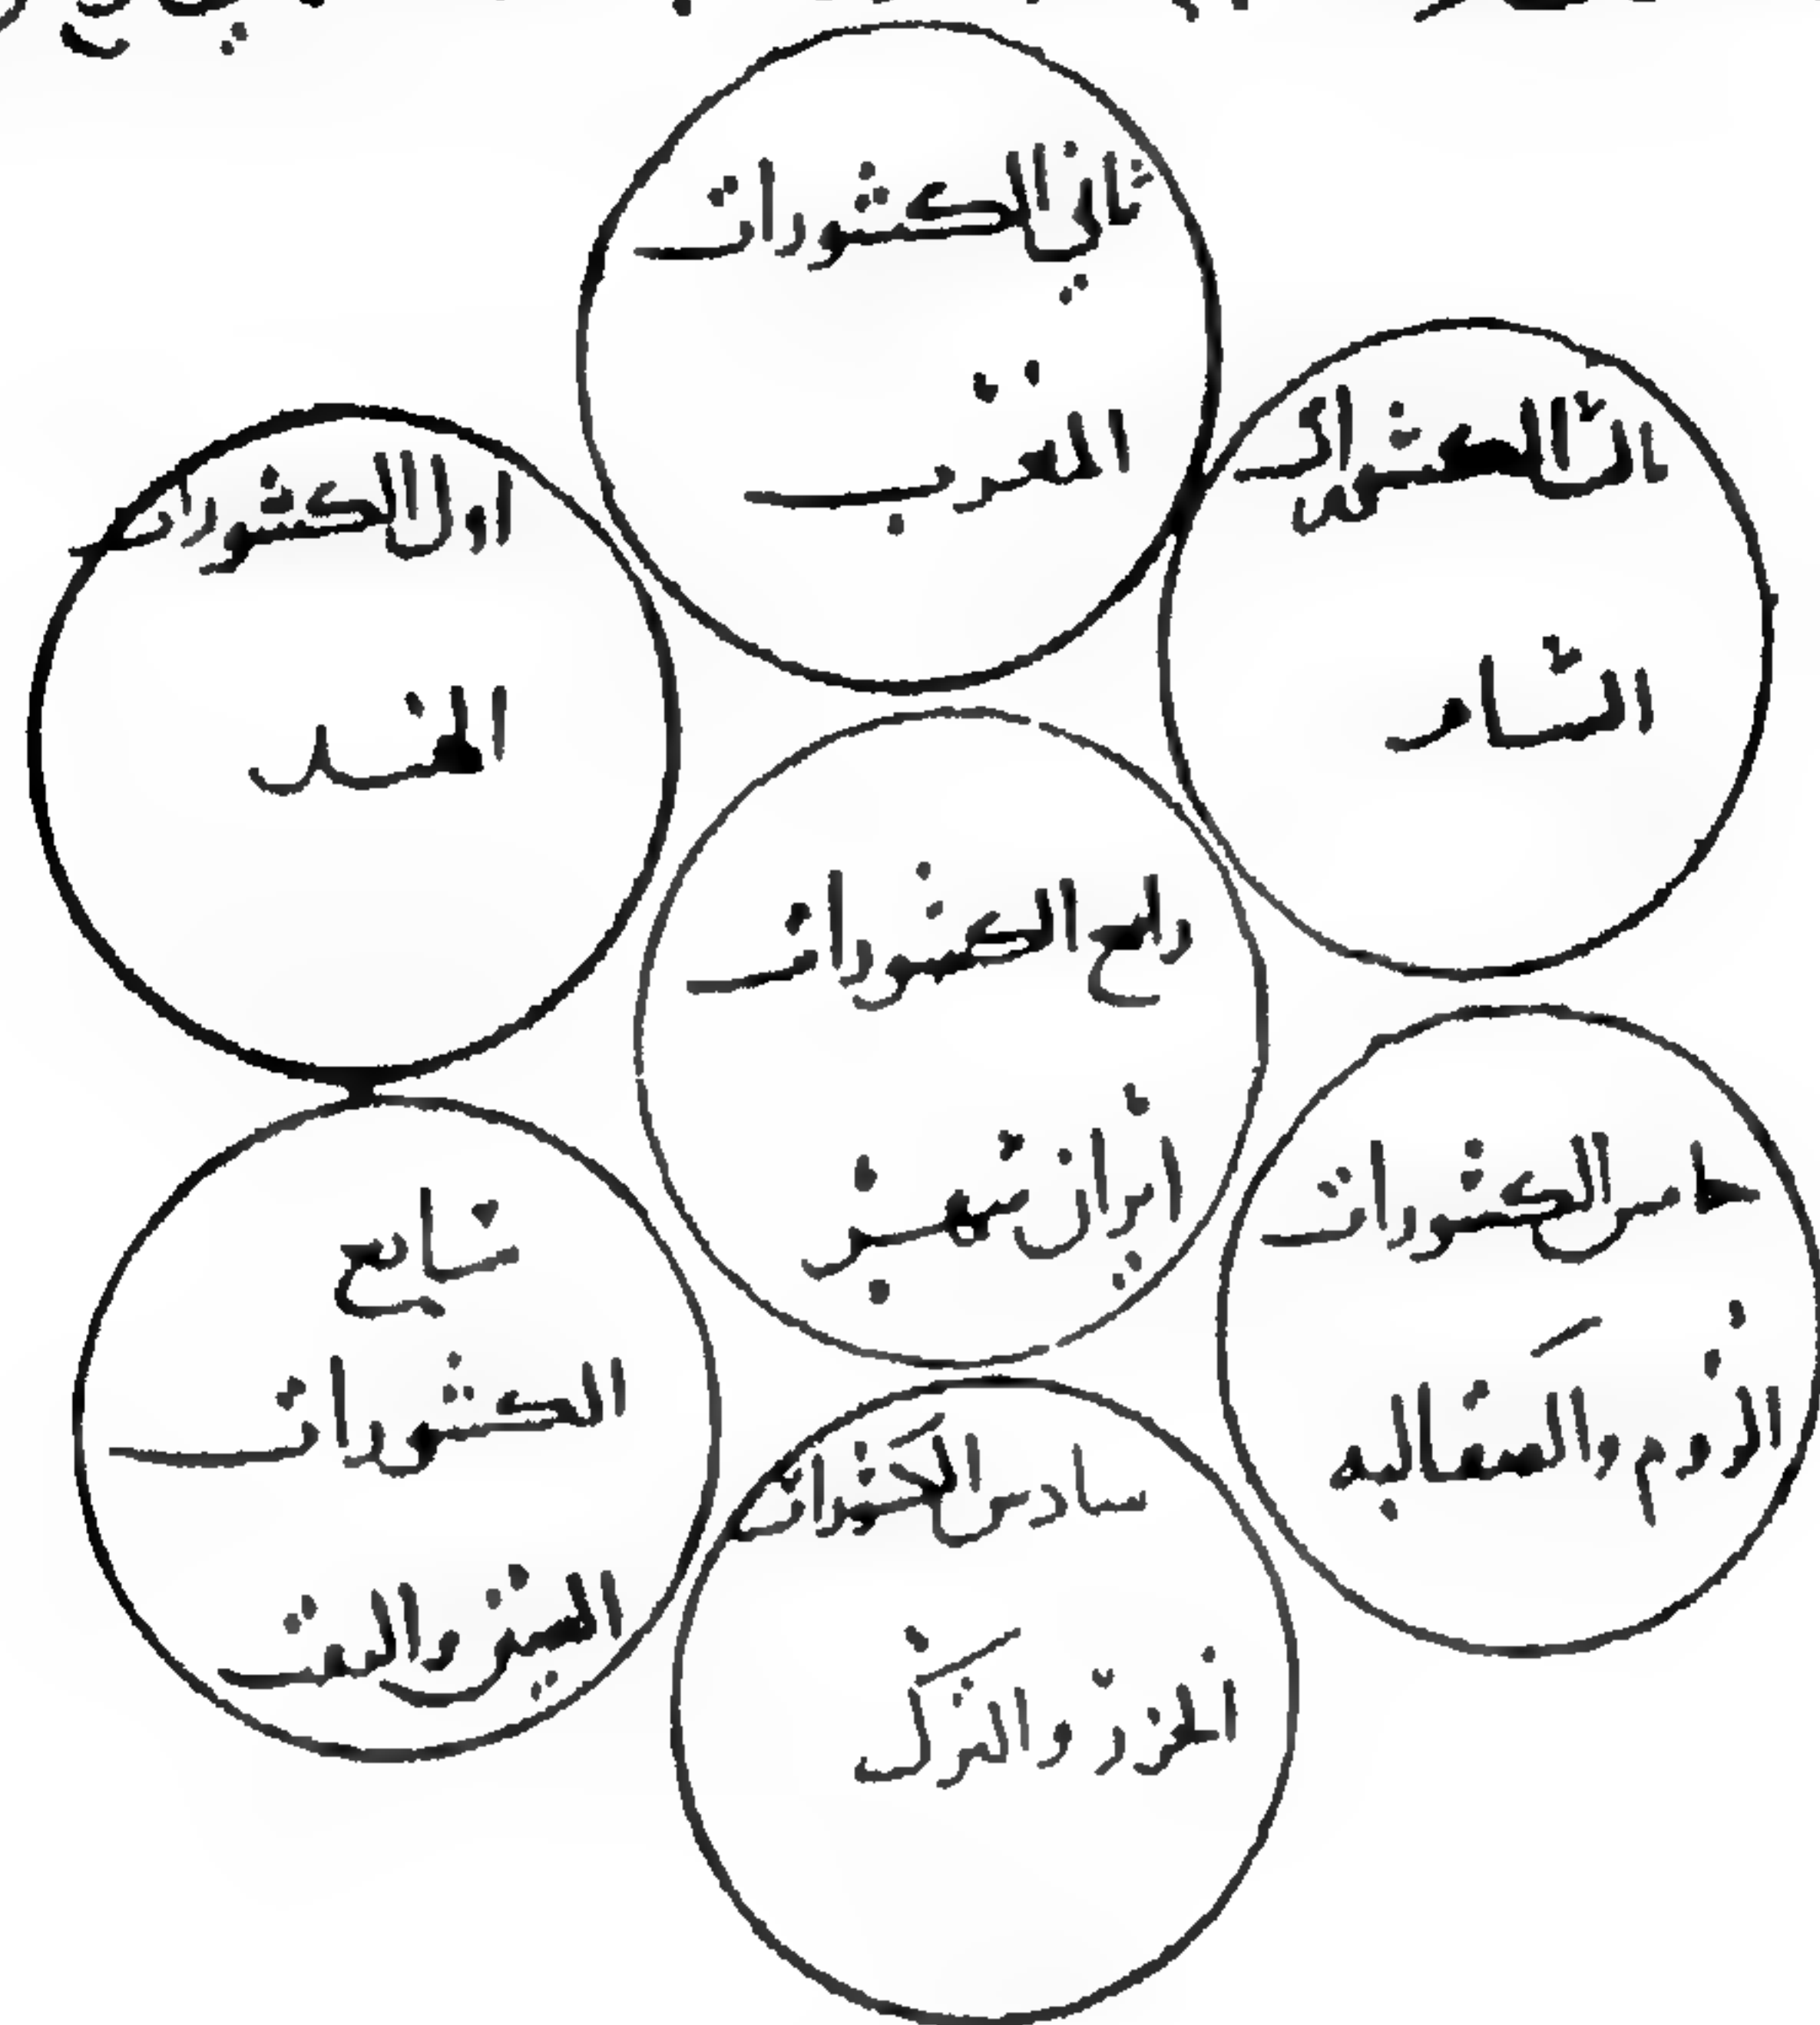 ثاني الكشورات
العرب
ثالث الكشورات
الشام
اول الكشورات
الهند
رابع الكشورات
ايران شهر
خامس الكشورات
الروم والصقالبه
سابع
الكشورات
الصين والتبت
سادس الكشورات
الخزر والترك